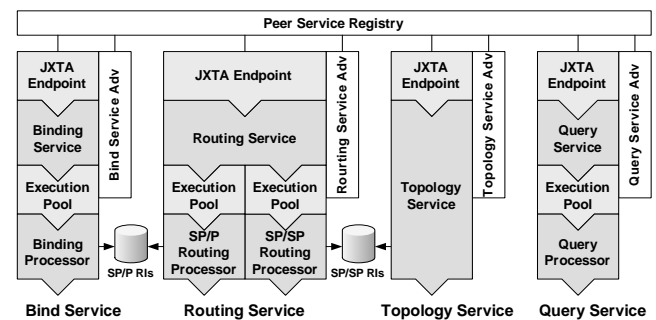 Peer Service Registry
JXTA
Endpoint
Binding
Service
Execution
Pool
Binding
Processor
Bind Service Adv
SP/P RIs
JXTA Endpoint
Routing Service
Execution
Pool
Execution
Pool
SP/P
Routing
Processor
SP/SP
Routing
Processor
Rourting Service Adv
SP/SP RIs
JXTA
Endpoint
Topology
Service
Topology Service Adv
JXTA
Endpoint
Query
Service
Execution
Pool
Query
Processor
Query Service Adv
Bind Service
Routing Service
Topology Service
Query Service